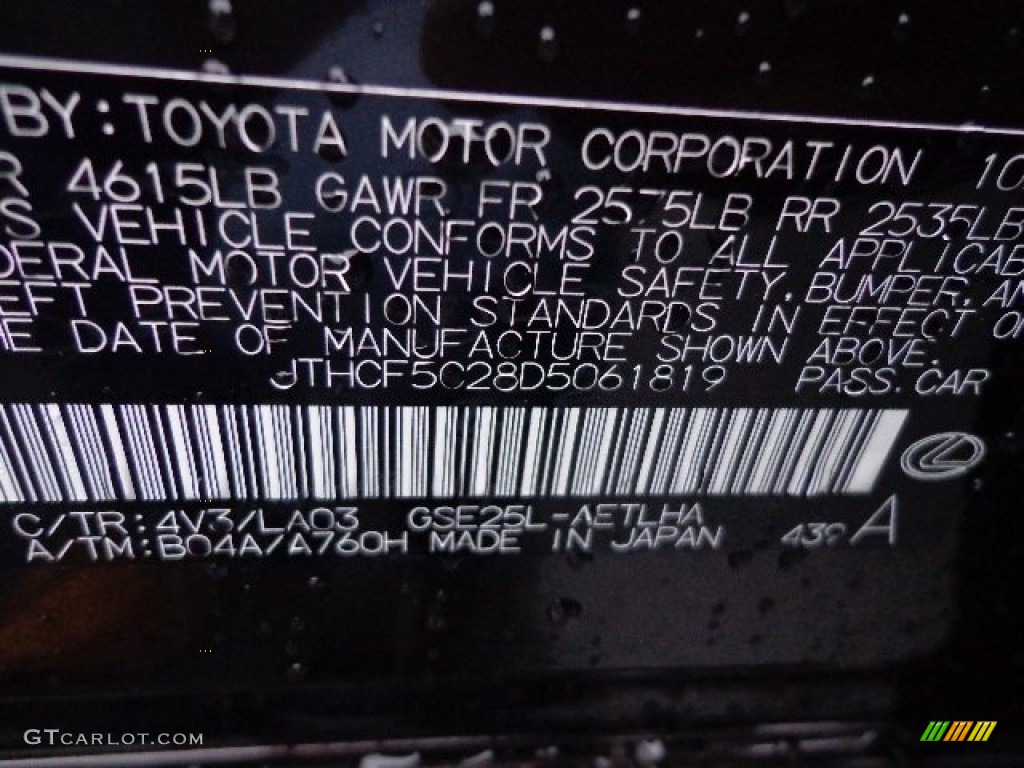 BY: TOYOTA MOTOR CORPORATION 10
R 4615LB GAWR FR 2575LB RR 2535LB
S VEHICLE CONFORMS TO ALL APPLICAB
DERAL MOTOR VEHICLE SAFETY, BUMPER, AN
EFT PREVENTION STANDARDS IN EFFECT ON
HE DATE OF MANUFACTURE SHOWN ABOVE.
JTHCF5C28D5061819 PASS. CAR
C/TR: 4V3/LA03 GSE25L-AETLHA
A/TM: B04A/A760H MADE IN JAPAN 439 A
GTCARLOT.COM